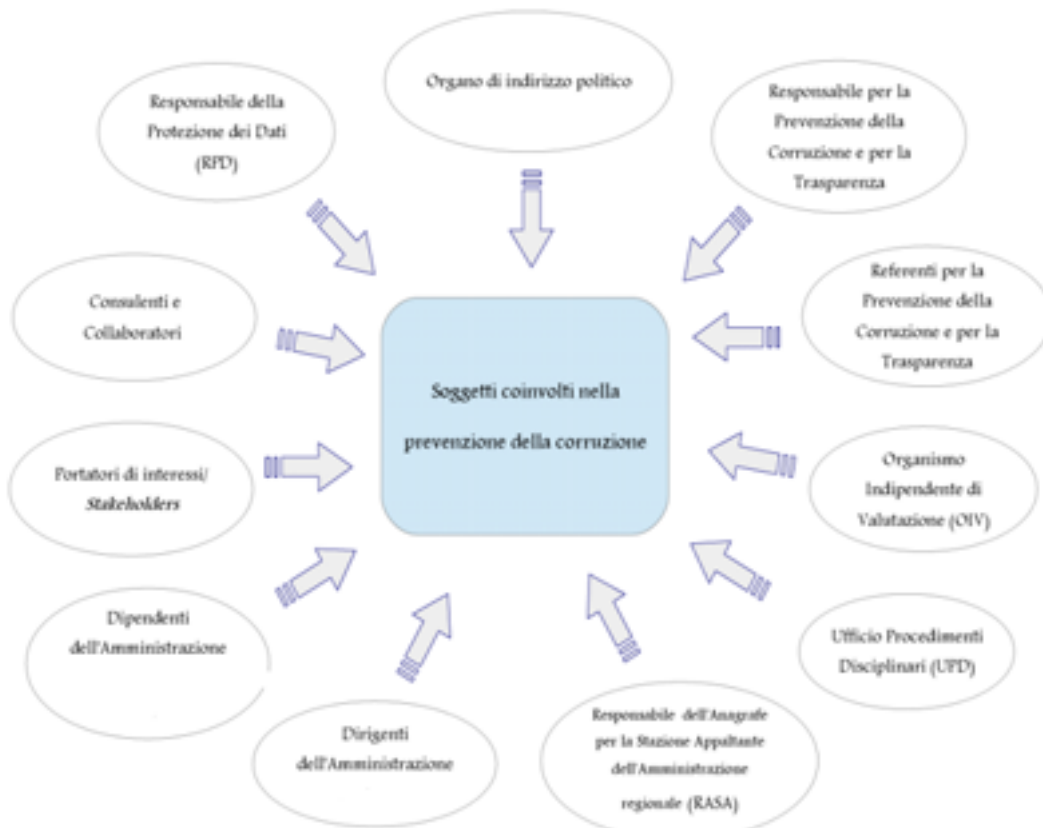 Organo di indirizzo politico
Responsabile della
Protezione dei Dati
(RPD)
Responsabile per la
Prevenzione della
Corruzione e per la
Trasparenza
Consulenti e
Collaboratori
Referenti per la
Prevenzione della
Corruzione e per la
Trasparenza
Soggetti coinvolti nella
prevenzione della corruzione
Portatori di interessi/
Stakeholders
Organismo
Indipendente di
Valutazione (OIV)
Dipendenti
dell'Amministrazione
Ufficio Procedimenti
Disciplinari (UPD)
Dirigenti
dell'Amministrazione
Responsabile dell'Anagrafe
per la Stazione Appaltante
dell'Amministrazione
regionale (RASA)